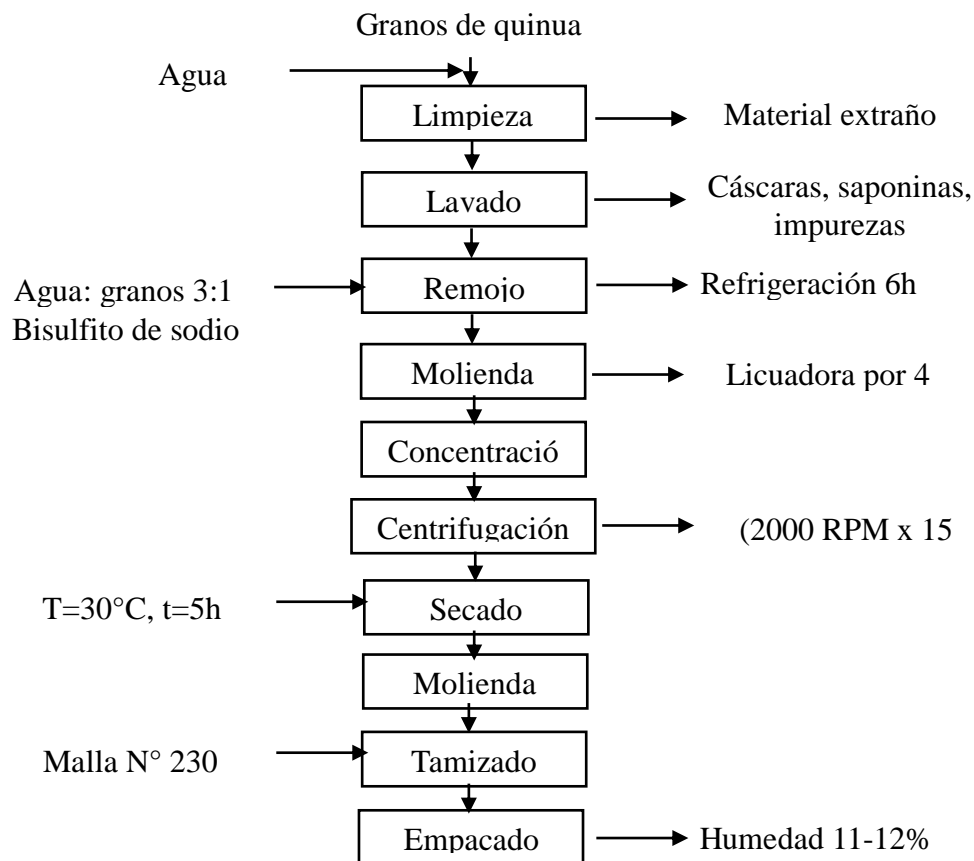 Granos de quinua
Agua
Limpieza
Material extraño
Lavado
Cáscaras, saponinas,
impurezas
Agua: granos 3:1
Bisulfito de sodio
Remojo
Refrigeración 6h
Molienda
Licuadora por 4
Concentració
Centrifugación
(2000 RPM x 15
T=30°C, t=5h
Secado
Molienda
Malla N° 230
Tamizado
Empacado
Humedad 11-12%